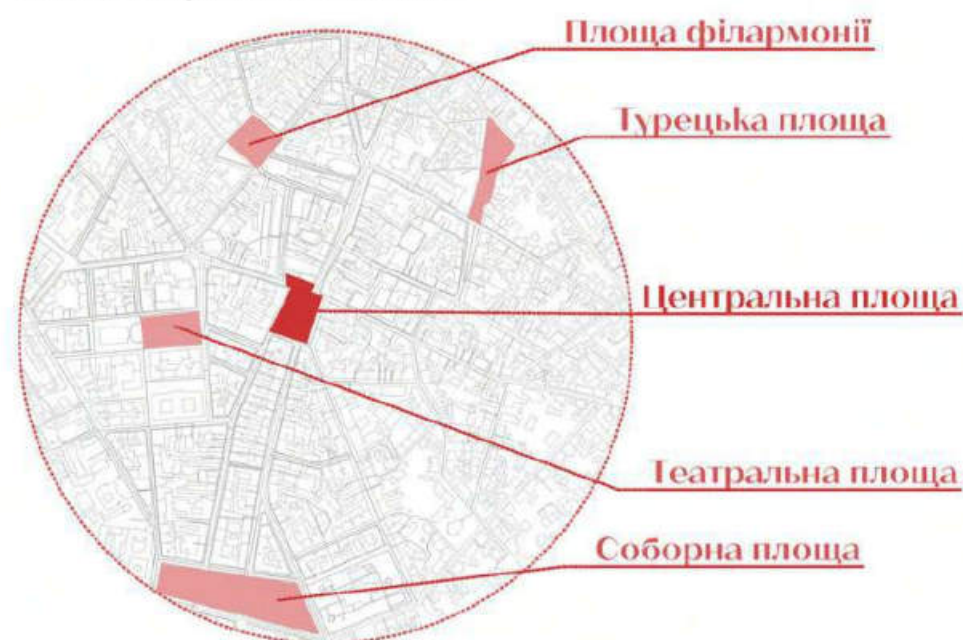 Площа філармонії
Турецька площа
Центральна площа
Театральна площа
Соборна площа